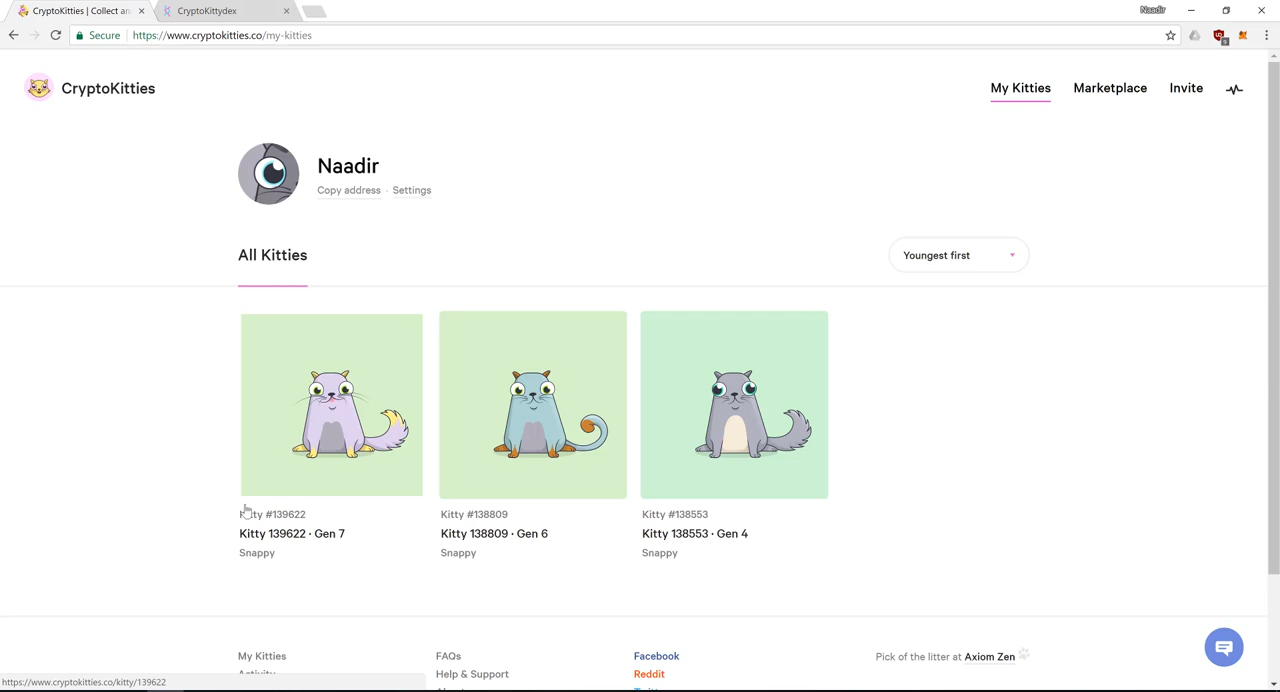 CryptoKitties | Collect an
CryptoKittydex
Naadir
Secure
https://www.cryptokitties.co/my-kitties
CryptoKitties
My Kitties
Marketplace
Invite
Naadir
Copy address · Settings
All Kitties
Youngest first
Kitty #139622
Kitty 139622 · Gen 7
Snappy
Kitty #138809
Kitty 138809 · Gen 6
Snappy
Kitty #138553
Kitty 138553 · Gen 4
Snappy
My Kitties
FAQs
Help & Support
Facebook
Reddit
Pick of the litter at Axiom Zen
https://www.cryptokitties.co/kitty/139622